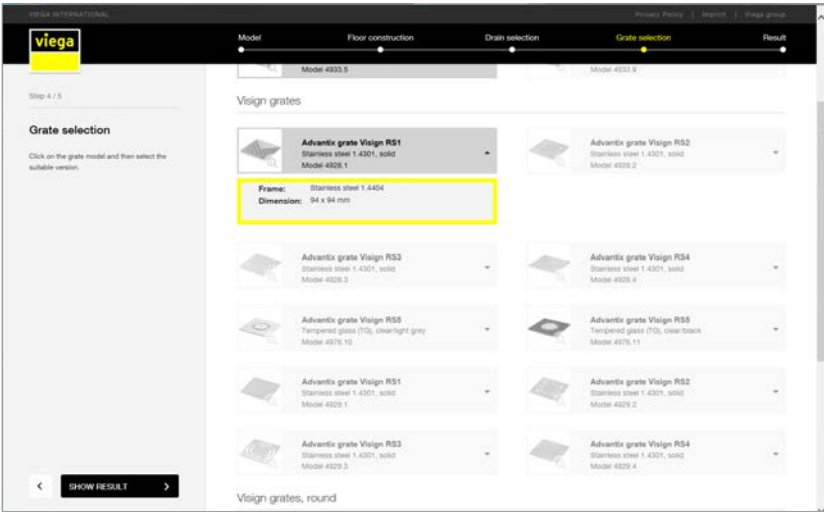 VIEGA INTERNATIONAL
Privacy Policy | Imprint | Viega group
viega
Model
Floor construction
Drain selection
Grate selection
Result
Step 4 / 5
Grate selection
Click on the grate model and then select the
suitable version.
Model 4933.5
Model 4933.9
Visign grates
Advantix grate Visign RS1
Stainless steel 1.4301, solid
Model 4928.1
Advantix grate Visign RS2
Stainless steel 1.4301, solid
Model 4928.2
Frame: Stainless steel 1.4404
Dimension: 94 x 94 mm
Advantix grate Visign RS3
Stainless steel 1.4301, solid
Model 4928.3
Advantix grate Visign RS4
Stainless steel 1.4301, solid
Model 4928.4
Advantix grate Visign RS5
Tempered glass (TG), clear/light grey
Model 4976.10
Advantix grate Visign RS5
Tempered glass (TG), clear/black
Model 4976.11
Advantix grate Visign RS1
Stainless steel 1.4301, solid
Model 4929.1
Advantix grate Visign RS2
Stainless steel 1.4301, solid
Model 4929.2
Advantix grate Visign RS3
Stainless steel 1.4301, solid
Model 4929.3
Advantix grate Visign RS4
Stainless steel 1.4301, solid
Model 4929.4
SHOW RESULT
Visign grates, round